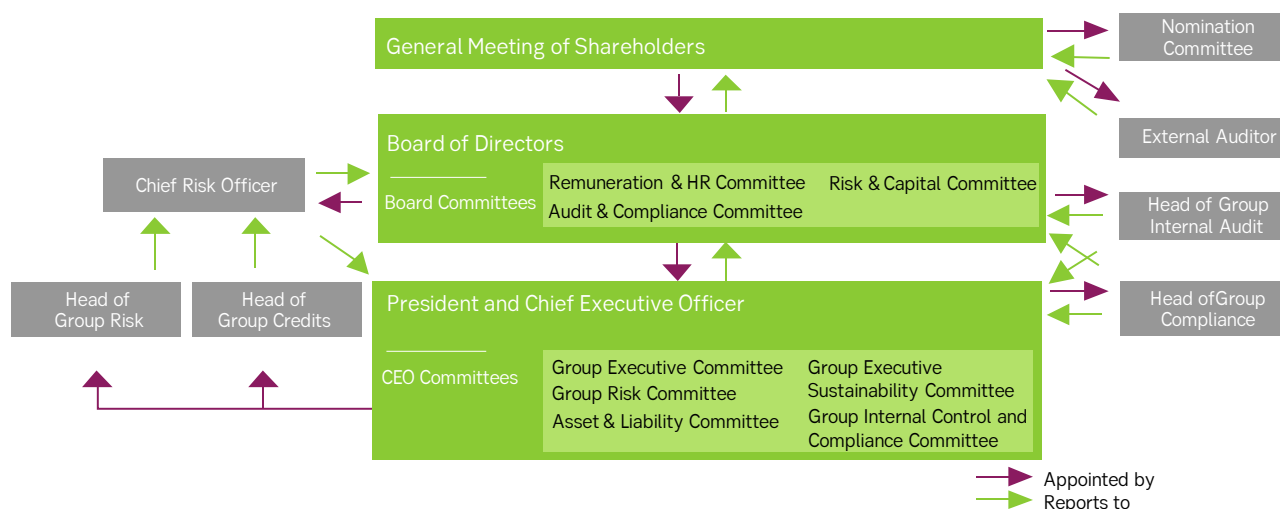 General Meeting of Shareholders
Nomination
Committee
External Auditor
Board of Directors
Board Committees
Remuneration & HR Committee
Audit & Compliance Committee
Risk & Capital Committee
Chief Risk Officer
Head of Group
Internal Audit
Head of
Group Risk
Head of
Group Credits
President and Chief Executive Officer
Head ofGroup
Compliance
CEO Committees
Group Executive Committee
Group Risk Committee
Asset & Liability Committee
Group Executive
Sustainability Committee
Group Internal Control and
Compliance Committee
Appointed by
Reports to